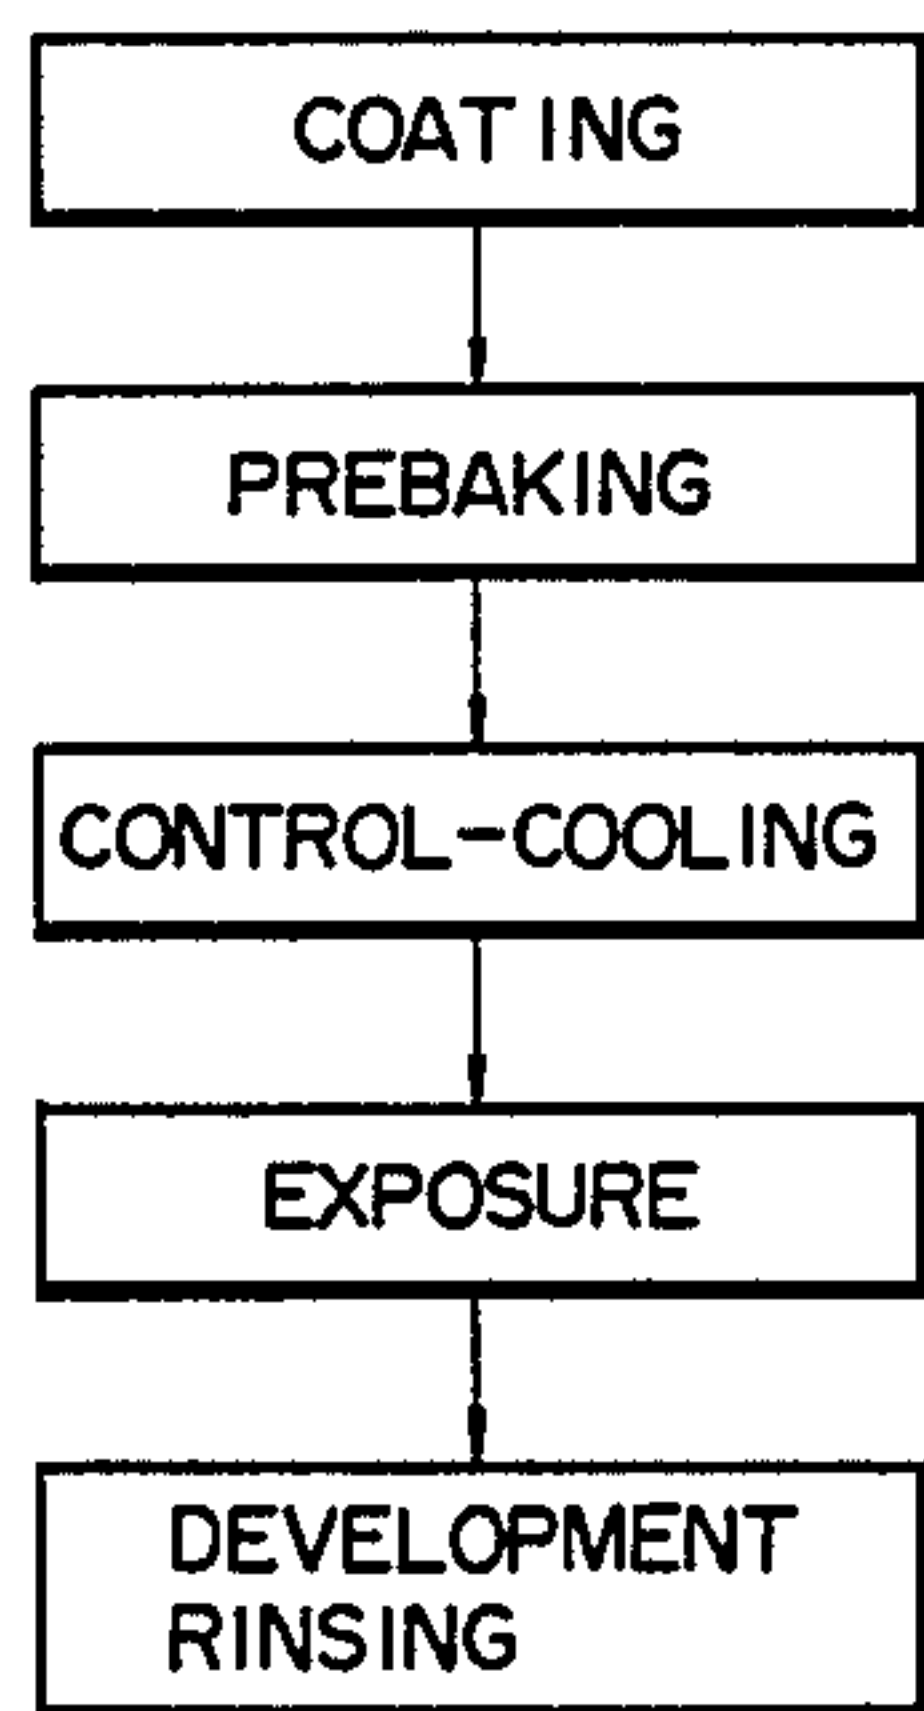 COATING
PREBAKING
CONTROL-COOLING
EXPOSURE
DEVELOPMENT
RINSING